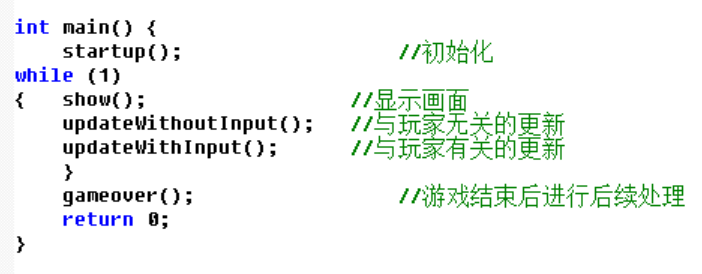 int main() {
    startup();                  //初始化
while (1)
{   show();                 //显示画面
    updateWithoutInput();   //与玩家无关的更新
    updateWithInput();      //与玩家有关的更新
    }
    gameover();                 //游戏结束后进行后续处理
    return 0;
}